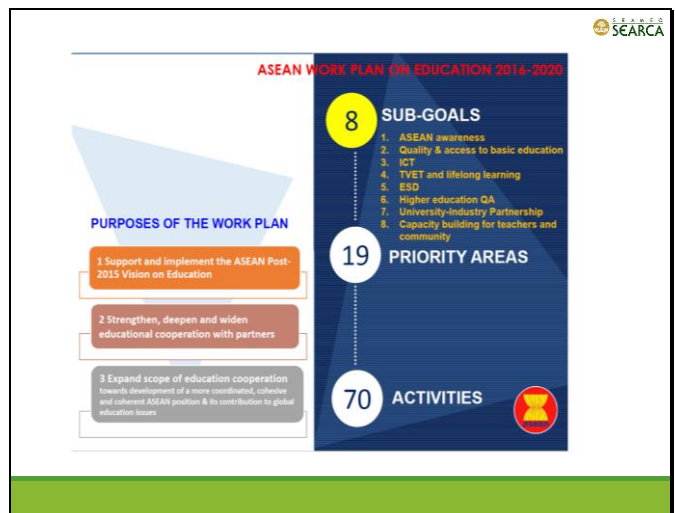 SEAMEO
SEARCA
ASEAN WORK PLAN ON EDUCATION 2016-2020
PURPOSES OF THE WORK PLAN
1 Support and implement the ASEAN Post-
2015 Vision on Education
2 Strengthen, deepen and widen
educational cooperation with partners
3 Expand scope of education cooperation
towards development of a more coordinated, cohesive
and coherent ASEAN position & its contribution to global
education issues
8
SUB-GOALS
1. ASEAN awareness
2. Quality & access to basic education
3. ICT
4. TVET and lifelong learning
5. ESD
6. Higher education QA
7. University-Industry Partnership
8. Capacity building for teachers and
community
19
PRIORITY AREAS
70
ACTIVITIES
asean